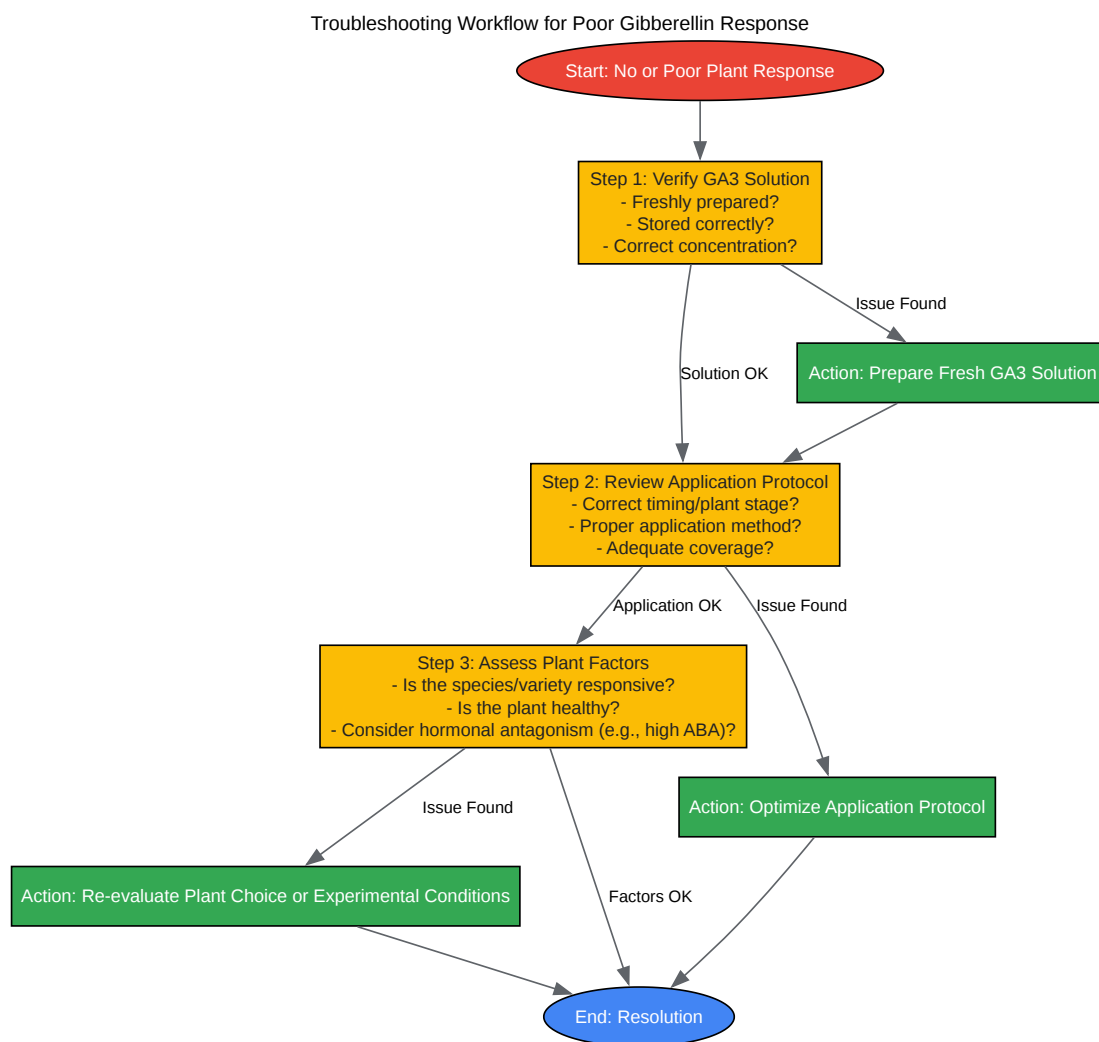 Troubleshooting Workflow for Poor Gibberellin Response
Start: No or Poor Plant Response
Step 1: Verify GA3 Solution
- Freshly prepared?
- Stored correctly?
- Correct concentration?
Issue Found
Solution OK
Action: Prepare Fresh GA3 Solution
Step 2: Review Application Protocol
- Correct timing/plant stage?
- Proper application method?
- Adequate coverage?
Application OK
Issue Found
Step 3: Assess Plant Factors
- Is the species/variety responsive?
- Is the plant healthy?
- Consider hormonal antagonism (e.g., high ABA)?
Issue Found
Action: Optimize Application Protocol
Action: Re-evaluate Plant Choice or Experimental Conditions
Factors OK
End: Resolution